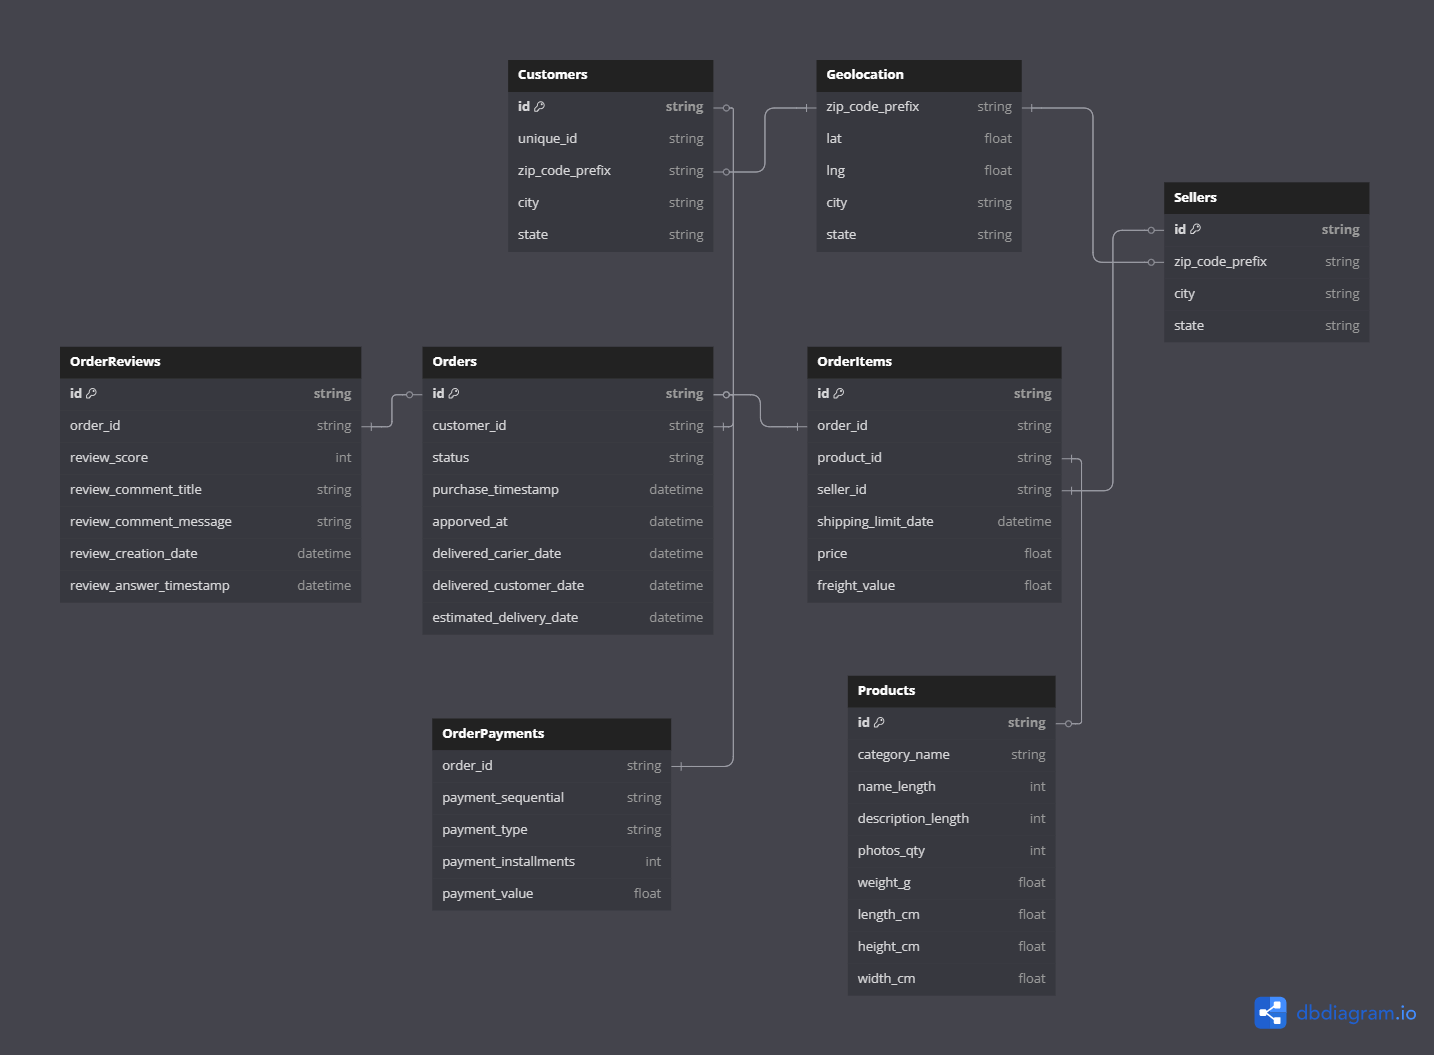 Customers
id string
unique_id string
zip_code_prefix string
city string
state string
Geolocation
zip_code_prefix string
lat float
lng float
city string
state string
Sellers
id string
zip_code_prefix string
city string
state string
OrderReviews
id string
order_id string
review_score int
review_comment_title string
review_comment_message string
review_creation_date datetime
review_answer_timestamp datetime
Orders
id string
customer_id string
status string
purchase_timestamp datetime
apporved_at datetime
delivered_carier_date datetime
delivered_customer_date datetime
estimated_delivery_date datetime
OrderItems
id string
order_id string
product_id string
seller_id string
shipping_limit_date datetime
price float
freight_value float
OrderPayments
order_id string
payment_sequential string
payment_type string
payment_installments int
payment_value float
Products
id string
category_name string
name_length int
description_length int
photos_qty int
weight_g float
length_cm float
height_cm float
width_cm float
dbdiagram.io